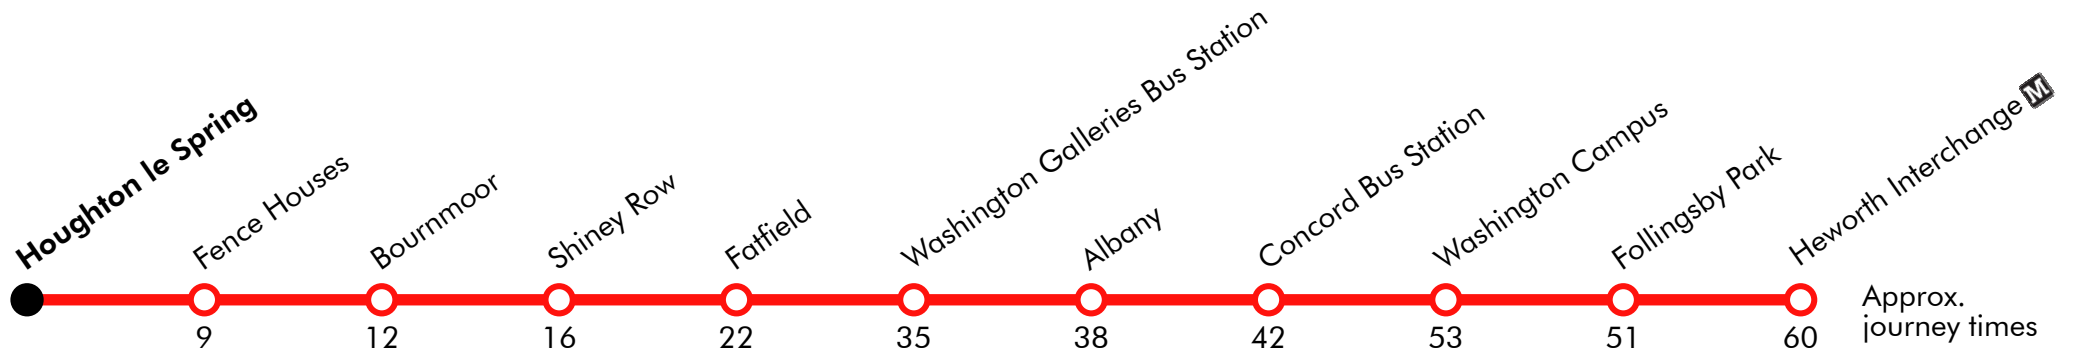 Houghton le Spring
Fence Houses
Bournmoor
Shiney Row
Fatfield
Washington Galleries Bus Station
Albany
Concord Bus Station
Washington Campus
Follingsby Park
Heworth Interchange M
9 12 16 22 35 38 42 53 51 60
Approx.
journey times